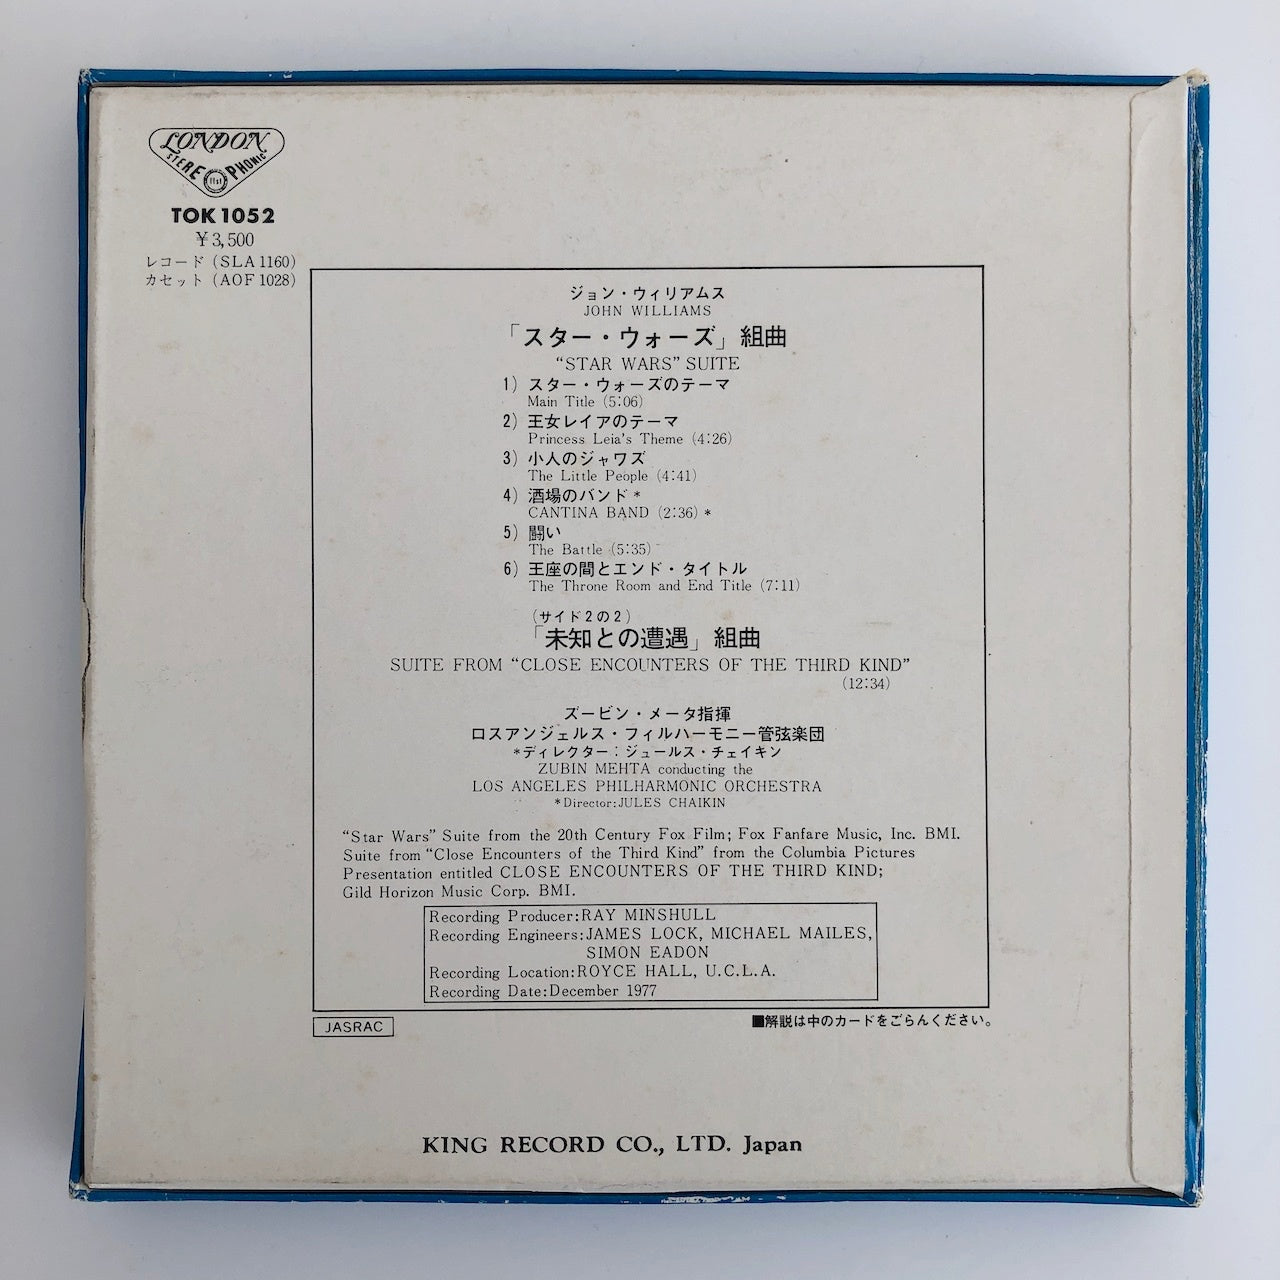 LONDON
STEREOPHONIC
ffss
TOK 1052
¥3,500
レコード (SLA 1160)
カセット (AOF 1028)
ジョン・ウィリアムス
JOHN WILLIAMS
「スター・ウォーズ」組曲
“STAR WARS” SUITE
1) スター・ウォーズのテーマ
Main Title (5:06)
2) 王女レイアのテーマ
Princess Leia's Theme (4:26)
3) 小人のジャワズ
The Little People (4:41)
4) 酒場のバンド*
CANTINA BAND (2:36)*
5) 闘い
The Battle (5:35)
6) 王座の間とエンド・タイトル
The Throne Room and End Title (7:11)
(サイド2の2)
「未知との遭遇」組曲
SUITE FROM “CLOSE ENCOUNTERS OF THE THIRD KIND”
(12:34)
ズービン・メータ指揮
ロスアンジェルス・フィルハーモニー管弦楽団
*ディレクター:ジュールス・チェイキン
ZUBIN MEHTA conducting the
LOS ANGELES PHILHARMONIC ORCHESTRA
*Director:JULES CHAIKIN
“Star Wars” Suite from the 20th Century Fox Film; Fox Fanfare Music, Inc. BMI.
Suite from “Close Encounters of the Third Kind” from the Columbia Pictures
Presentation entitled CLOSE ENCOUNTERS OF THE THIRD KIND;
Gild Horizon Music Corp. BMI.
Recording Producer:RAY MINSHULL
Recording Engineers:JAMES LOCK, MICHAEL MAILES,
SIMON EADON
Recording Location:ROYCE HALL, U.C.L.A.
Recording Date:December 1977
JASRAC
■解説は中のカードをごらんください。
KING RECORD CO., LTD. Japan